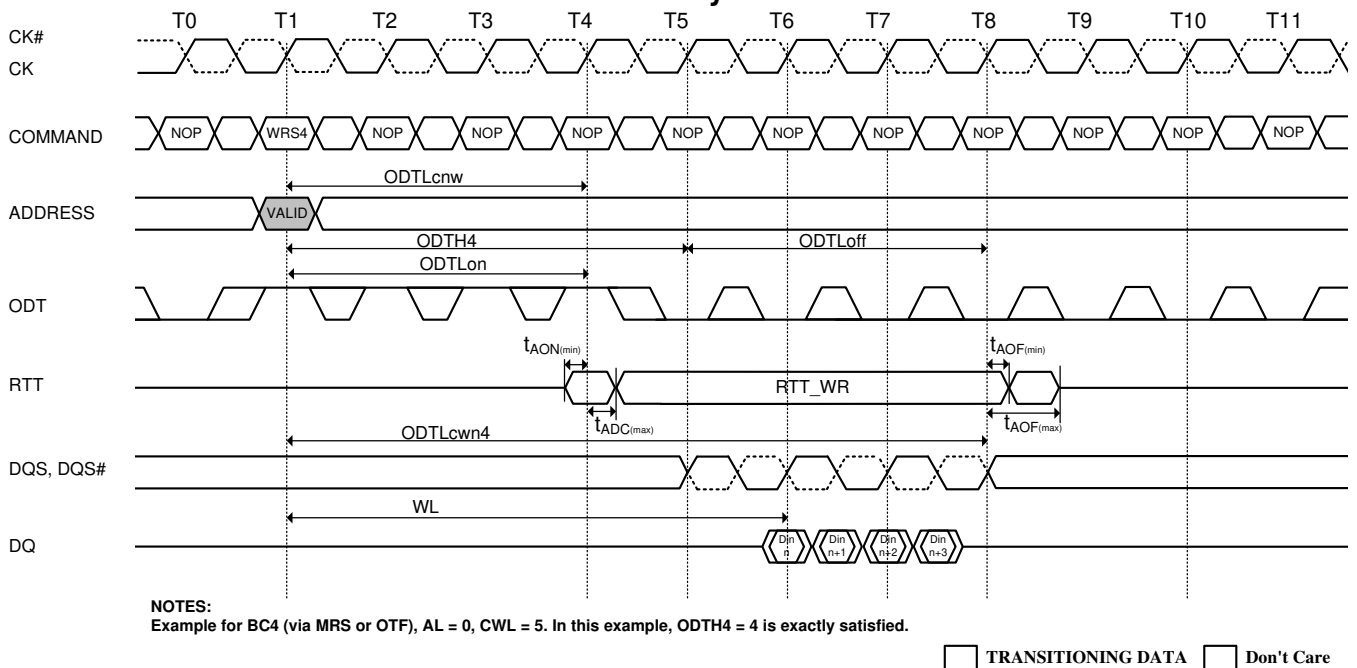 T0 T1 T2 T3 T4 T5 T6 T7 T8 T9 T10 T11
CK#
CK
COMMAND NOP WRS4 NOP NOP NOP NOP NOP NOP NOP NOP NOP NOP
ODTLcnw
ADDRESS VALID
ODTH4 ODTLoff
ODTLon
ODT
tAON(min) tAOF(min)
RTT RTT_WR
tADC(max) tAOF(max)
ODTLcwn4
DQS, DQS#
WL
DQ Din n Din n+1 Din n+2 Din n+3
NOTES:
Example for BC4 (via MRS or OTF), AL = 0, CWL = 5. In this example, ODTH4 = 4 is exactly satisfied.
TRANSITIONING DATA Don't Care